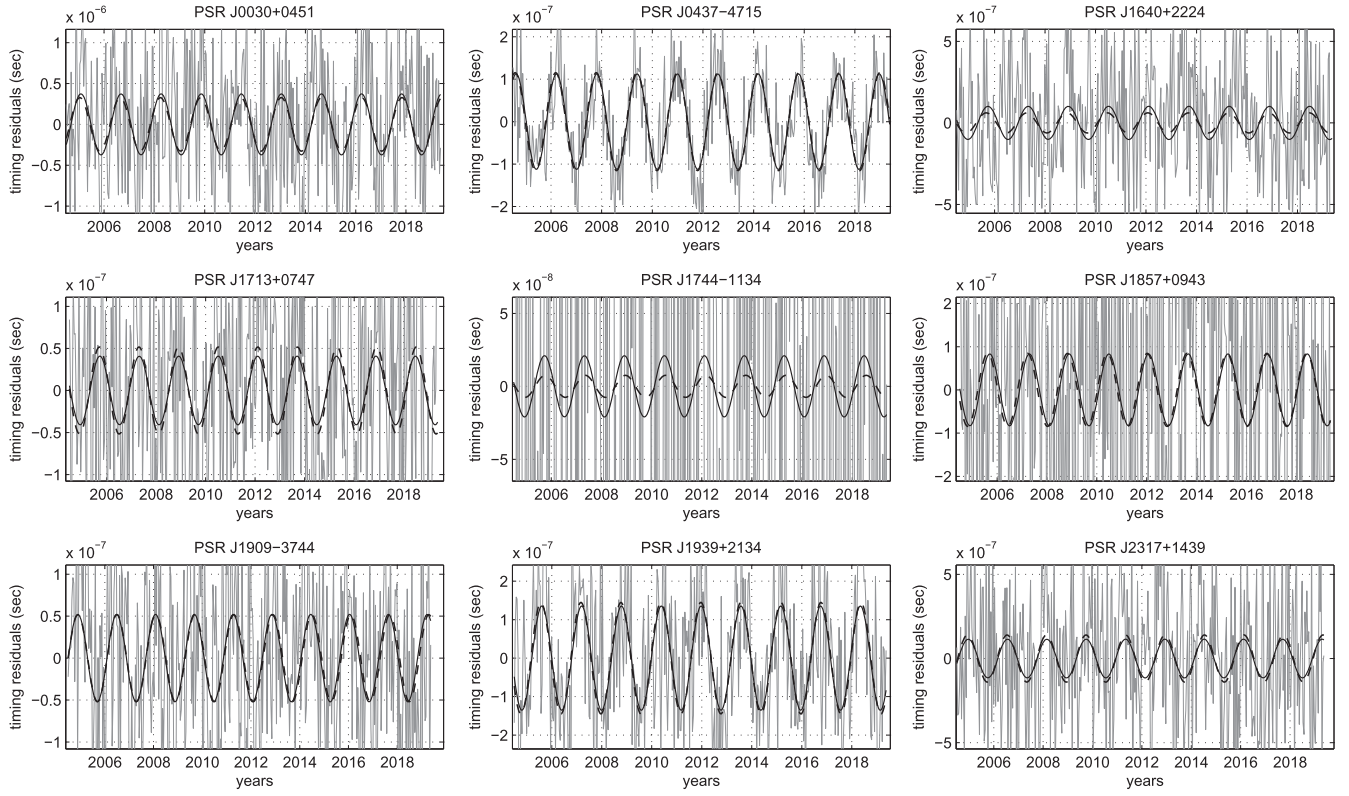 x 10⁻⁶ PSR J0030+0451
timing residuals (sec)
1
0.5
0
−0.5
−1
2006 2008 2010 2012 2014 2016 2018
years
x 10⁻⁷ PSR J0437−4715
timing residuals (sec)
2
1
0
−1
−2
2006 2008 2010 2012 2014 2016 2018
years
x 10⁻⁷ PSR J1640+2224
timing residuals (sec)
5
0
−5
2006 2008 2010 2012 2014 2016 2018
years
x 10⁻⁷ PSR J1713+0747
timing residuals (sec)
1
0.5
0
−0.5
−1
2006 2008 2010 2012 2014 2016 2018
years
x 10⁻⁸ PSR J1744−1134
timing residuals (sec)
5
0
−5
2006 2008 2010 2012 2014 2016 2018
years
x 10⁻⁷ PSR J1857+0943
timing residuals (sec)
2
1
0
−1
−2
2006 2008 2010 2012 2014 2016 2018
years
x 10⁻⁷ PSR J1909−3744
timing residuals (sec)
1
0.5
0
−0.5
−1
2006 2008 2010 2012 2014 2016 2018
years
x 10⁻⁷ PSR J1939+2134
timing residuals (sec)
2
1
0
−1
−2
2006 2008 2010 2012 2014 2016 2018
years
x 10⁻⁷ PSR J2317+1439
timing residuals (sec)
5
0
−5
2006 2008 2010 2012 2014 2016 2018
years